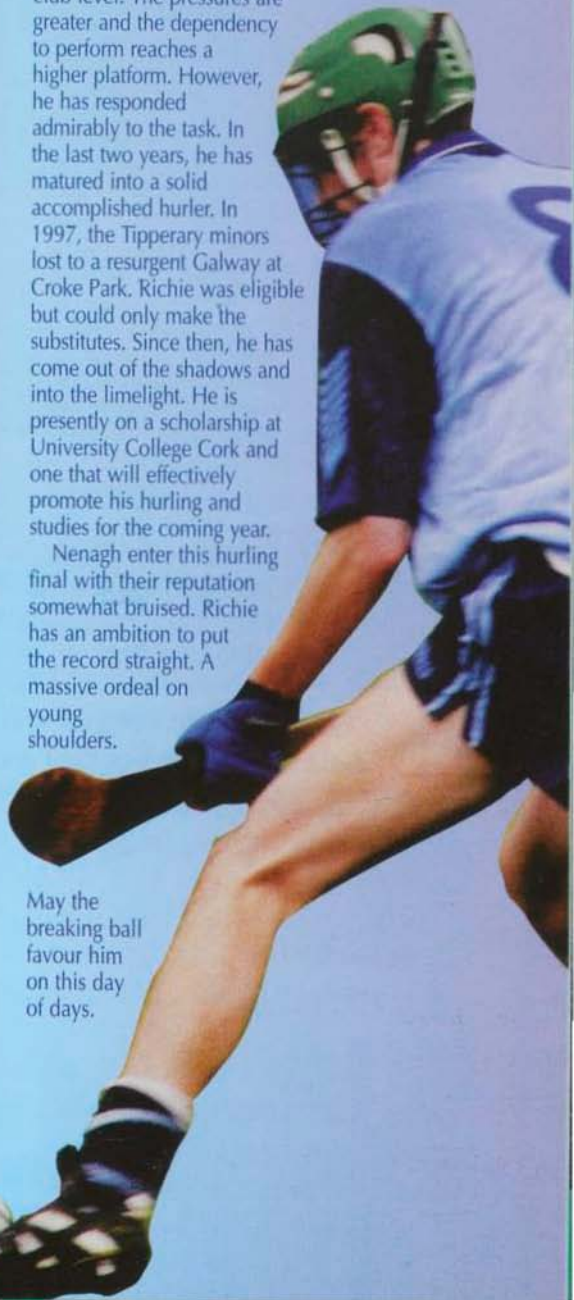 club level. The pressures are
greater and the dependency
to perform reaches a
higher platform. However,
he has responded
admirably to the task. In
the last two years, he has
matured into a solid
accomplished hurler. In
1997, the Tipperary minors
lost to a resurgent Galway at
Croke Park. Richie was eligible
but could only make the
substitutes. Since then, he has
come out of the shadows and
into the limelight. He is
presently on a scholarship at
University College Cork and
one that will effectively
promote his hurling and
studies for the coming year.
Nenagh enter this hurling
final with their reputation
somewhat bruised. Richie
has an ambition to put
the record straight. A
massive ordeal on
young
shoulders.
May the
breaking ball
favour him
on this day
of days.